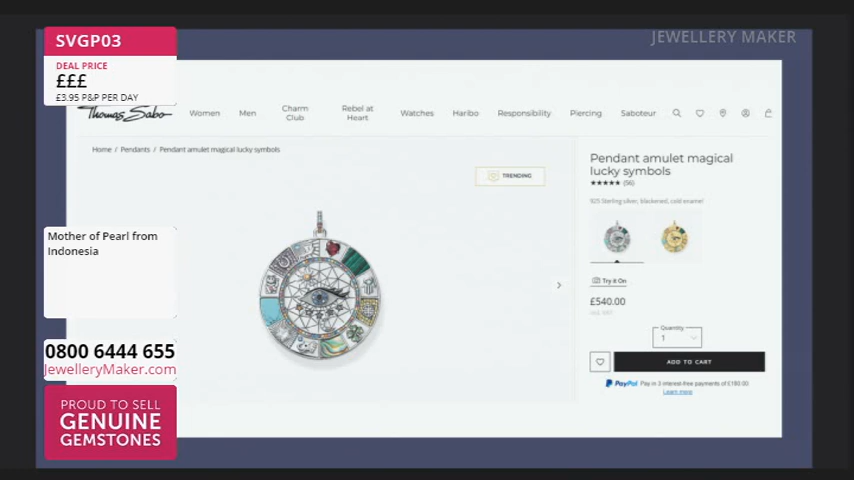 JEWELLERY MAKER
SVGP03
DEAL PRICE
£££
£3.95 P&P PER DAY
Thomas Sabo
Women
Men
Charm
Club
Rebel at
Heart
Watches
Haribo
Responsibility
Piercing
Saboteur
Home / Pendants / Pendant amulet magical lucky symbols
TRENDING
Pendant amulet magical
lucky symbols
★★★★★ (56)
925 Sterling silver, blackened, cold enamel
Try it On
£540.00
incl. VAT
Quantity
1
ADD TO CART
PayPal Pay in 3 interest-free payments of £180.00
Learn more
Mother of Pearl from
Indonesia
0800 6444 655
JewelleryMaker.com
PROUD TO SELL
GENUINE
GEMSTONES